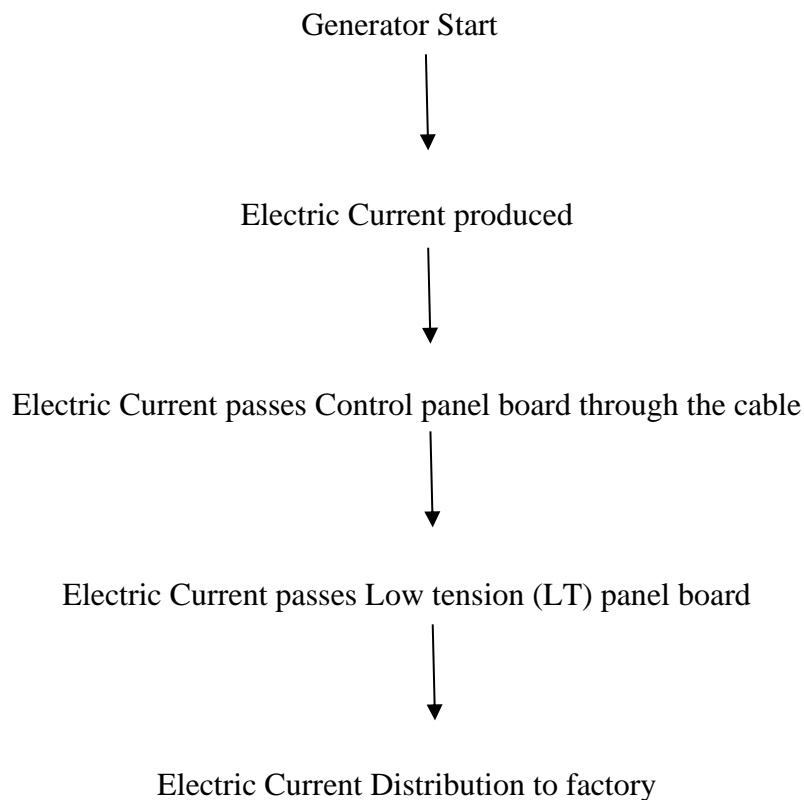 Generator Start
Electric Current produced
Electric Current passes Control panel board through the cable
Electric Current passes Low tension (LT) panel board
Electric Current Distribution to factory